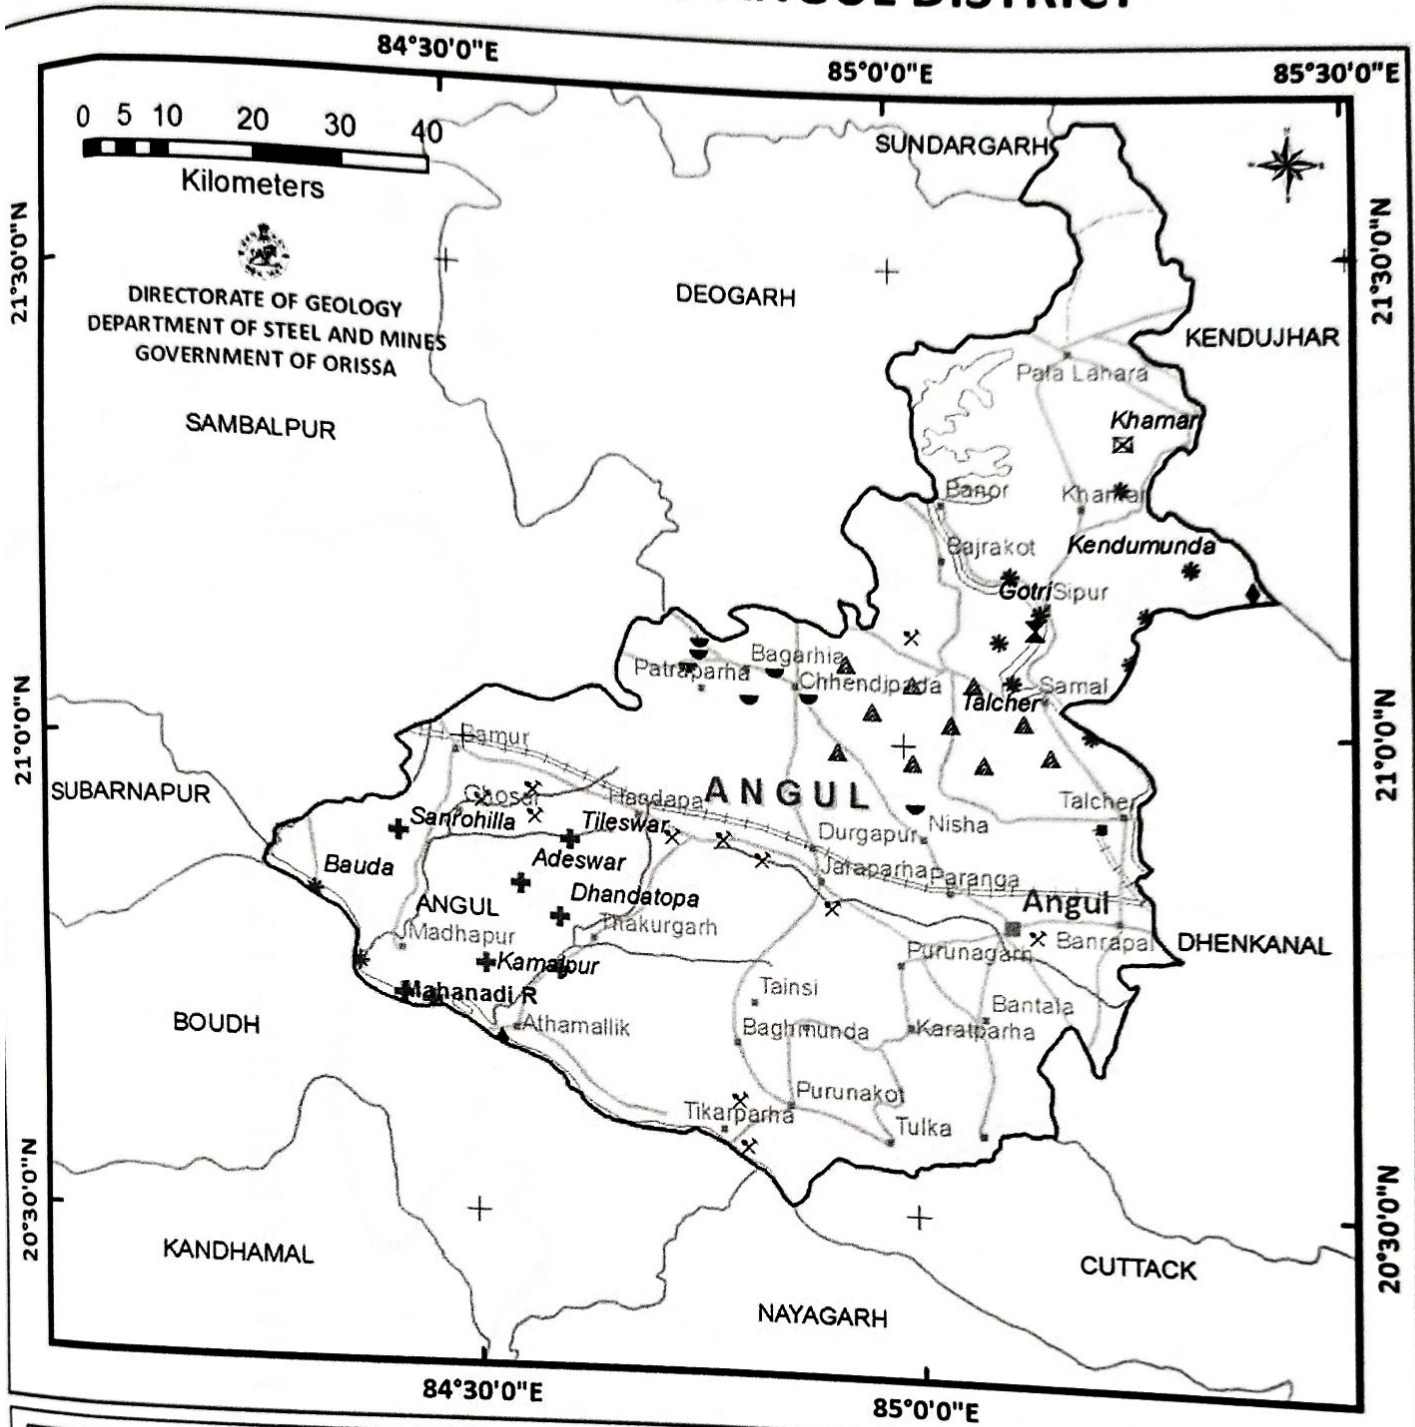 ANGUL DISTRICT
84°30'0"E
85°0'0"E
85°30'0"E
0 5 10 20 30 40
Kilometers
SUNDARGARH
21°30'0"N
21°30'0"N
DEOGARH
DIRECTORATE OF GEOLOGY
DEPARTMENT OF STEEL AND MINES
GOVERNMENT OF ORISSA
KENDUJHAR
Pala Lahara
SAMBALPUR
Khamar
Banor
Khamar
Bajrakot
Kendumunda
Gotri
Sipur
Bagarhia
Patraparha
Chhendipada
Samal
Talcher
21°0'0"N
21°0'0"N
Bamur
SUBARNAPUR
Ghosar
Handapa
ANGUL
Talcher
Sanrohilla
Tileswar
Durgapur
Nisha
Bauda
Adeswar
Jaraparha
Paranga
Dhandatopa
ANGUL
Angul
Thakurgarh
Madhapur
Banrapal
DHENKANAL
Purunagarh
Kamalpur
Mahanadi R
Tainsi
BOUDH
Athamallik
Bantala
Baghmunda
Karatparha
Purunakot
Tikarparha
Tulka
20°30'0"N
20°30'0"N
KANDHAMAL
CUTTACK
NAYAGARH
84°30'0"E
85°0'0"E